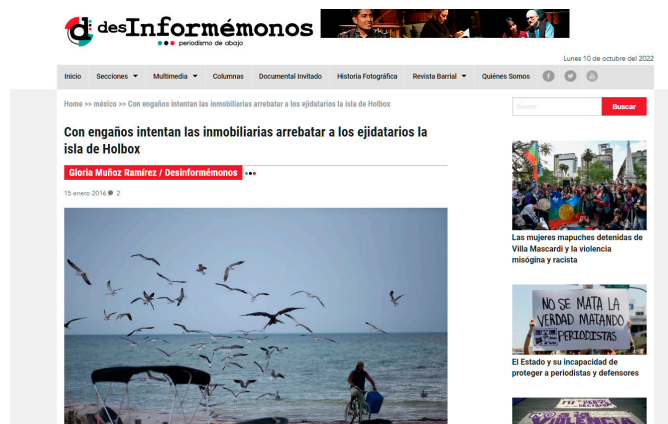 desInformémonos
periodismo de abajo
Lunes 10 de octubre del 2022
Inicio Secciones Multimedia Columnas Documental Invitado Historia Fotográfica Revista Barrial Quiénes Somos
Home >> méxico >> Con engaños intentan las inmobiliarias arrebatar a los ejidatarios la isla de Holbox
Buscar Buscar
Con engaños intentan las inmobiliarias arrebatar a los ejidatarios la
isla de Holbox
Gloria Muñoz Ramírez / Desinformémonos
15 enero 2016 2
Las mujeres mapuches detenidas de
Villa Mascardi y la violencia
misógina y racista
NO SE MATA LA
VERDAD MATANDO
PERIODISTAS
El Estado y su incapacidad de
proteger a periodistas y defensores
VIOLENCIA